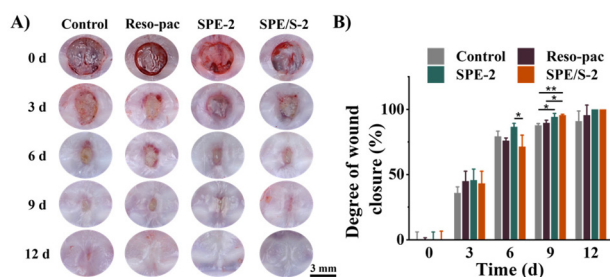 A)
Control Reso-pac SPE-2 SPE/S-2
0 d
3 d
6 d
9 d
12 d
3 mm
B)
Control Reso-pac
SPE-2 SPE/S-2
Degree of wound closure (%)
100
50
0
*
**
*
*
0 3 6 9 12
Time (d)